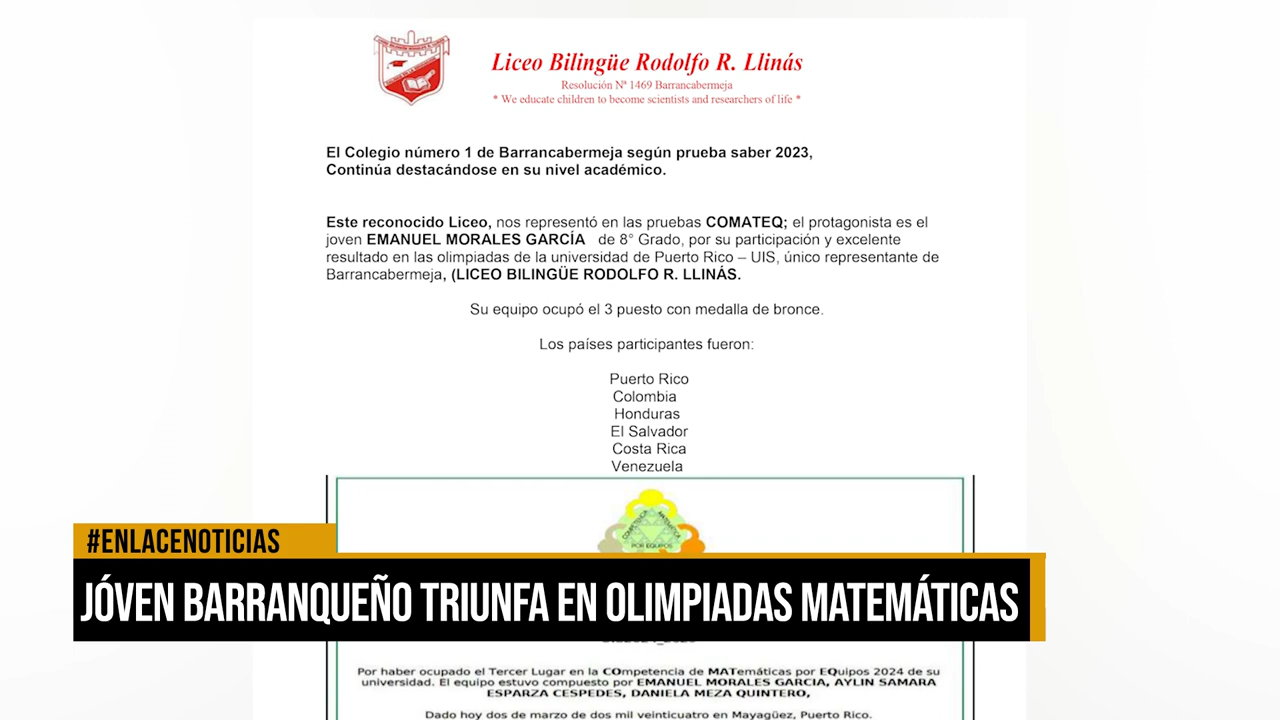 Liceo Bilingüe Rodolfo R. Llinás
Resolución Nª 1469 Barrancabermeja
* We educate children to become scientists and researchers of life *
El Colegio número 1 de Barrancabermeja según prueba saber 2023,
Continúa destacándose en su nivel académico.
Este reconocido Liceo, nos representó en las pruebas COMATEQ; el protagonista es el
joven EMANUEL MORALES GARCÍA de 8° Grado, por su participación y excelente
resultado en las olimpiadas de la universidad de Puerto Rico – UIS, único representante de
Barrancabermeja, (LICEO BILINGÜE RODOLFO R. LLINÁS.
Su equipo ocupó el 3 puesto con medalla de bronce.
Los países participantes fueron:
Puerto Rico
Colombia
Honduras
El Salvador
Costa Rica
Venezuela
COMPETENCIA MATEMÁTICA
POR EQUIPOS
#ENLACENOTICIAS
JÓVEN BARRANQUEÑO TRIUNFA EN OLIMPIADAS MATEMÁTICAS
Por haber ocupado el Tercer Lugar en la COmpetencia de MATemáticas por EQuipos 2024 de su
universidad. El equipo estuvo compuesto por EMANUEL MORALES GARCIA, AYLIN SAMARA
ESPARZA CESPEDES, DANIELA MEZA QUINTERO,
Dado hoy dos de marzo de dos mil veinticuatro en Mayagüez, Puerto Rico.